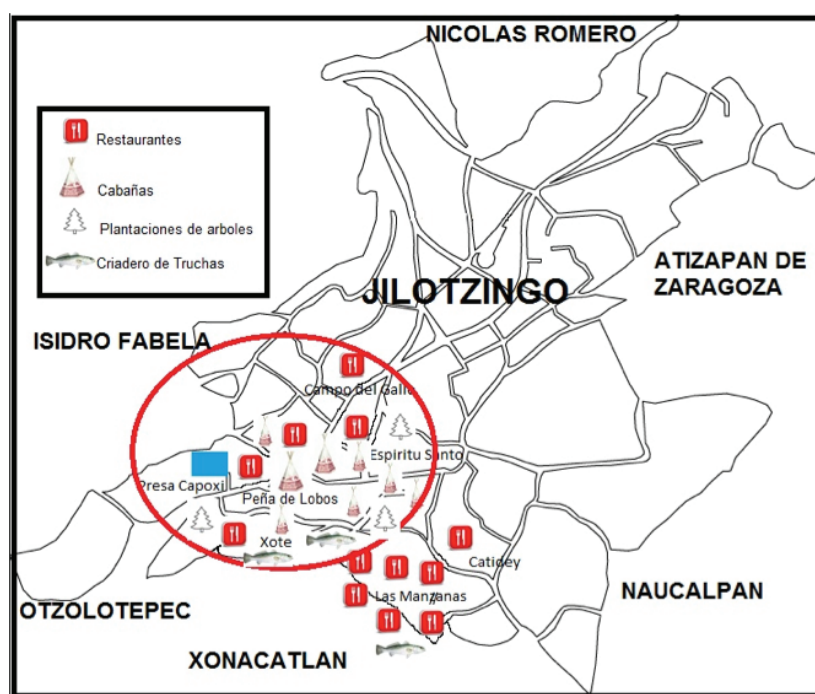 NICOLAS ROMERO
Restaurantes
Cabañas
Plantaciones de arboles
Criadero de Truchas
ATIZAPAN DE
ZARAGOZA
JILOTZINGO
ISIDRO FABELA
Campo del Gallo
Espiritu Santo
Presa Capoxi
Peña de Lobos
Xote
Catidey
Las Manzanas
NAUCALPAN
OTZOLOTEPEC
XONACATLAN